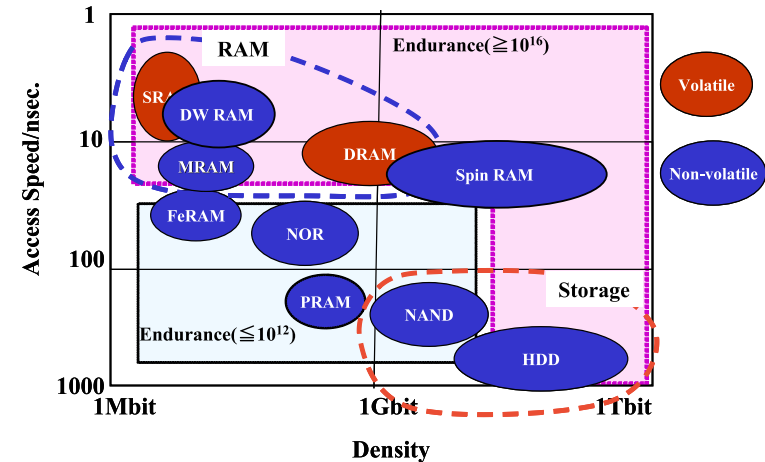 1
RAM
Endurance(≧10¹⁶)
Volatile
SRA
DW RAM
10
MRAM
DRAM
Spin RAM
Non-volatile
FeRAM
NOR
Access Speed/nsec.
100
Storage
PRAM
NAND
Endurance(≦10¹²)
HDD
1000
1Mbit
1Gbit
1Tbit
Density